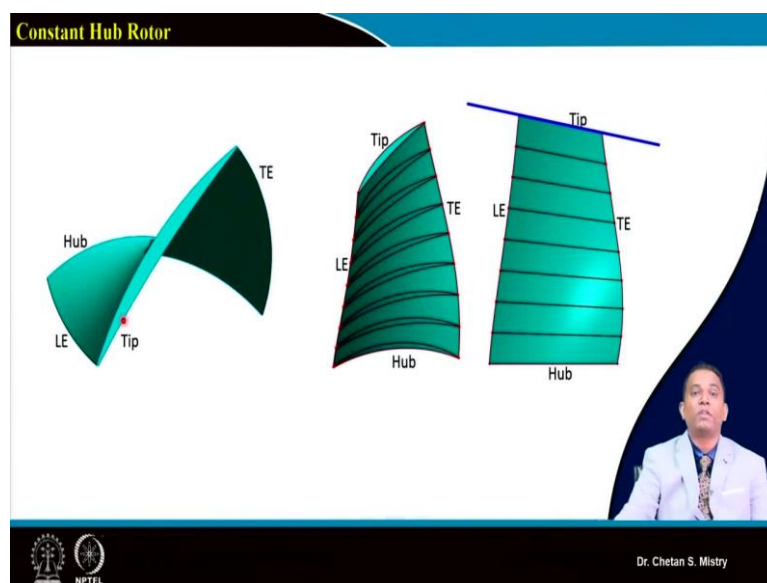 Constant Hub Rotor
TE
Hub
LE
Tip
Tip
TE
LE
Hub
Tip
LE
TE
Hub
NPTEL
Dr. Chetan S. Mistry